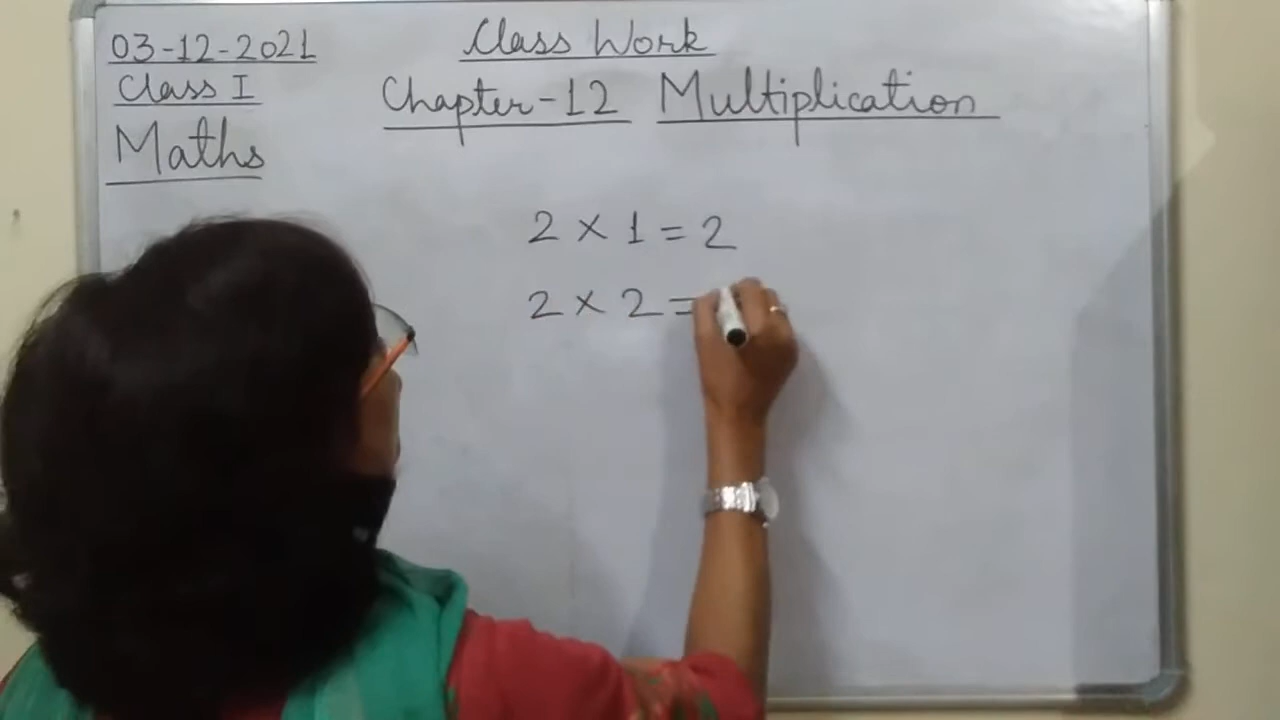 03-12-2021
Class Work
Class I
Chapter-12 Multiplication
Maths
2 × 1 = 2
2 × 2 =